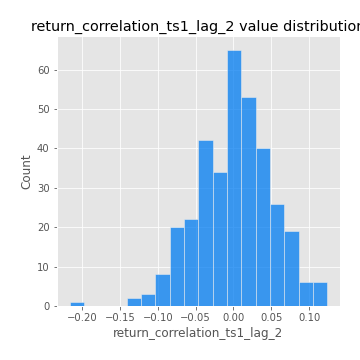 return_correlation_ts1_lag_2 value distribution
60
50
40
30
20
10
0
Count
−0.20 −0.15 −0.10 −0.05 0.00 0.05 0.10
return_correlation_ts1_lag_2